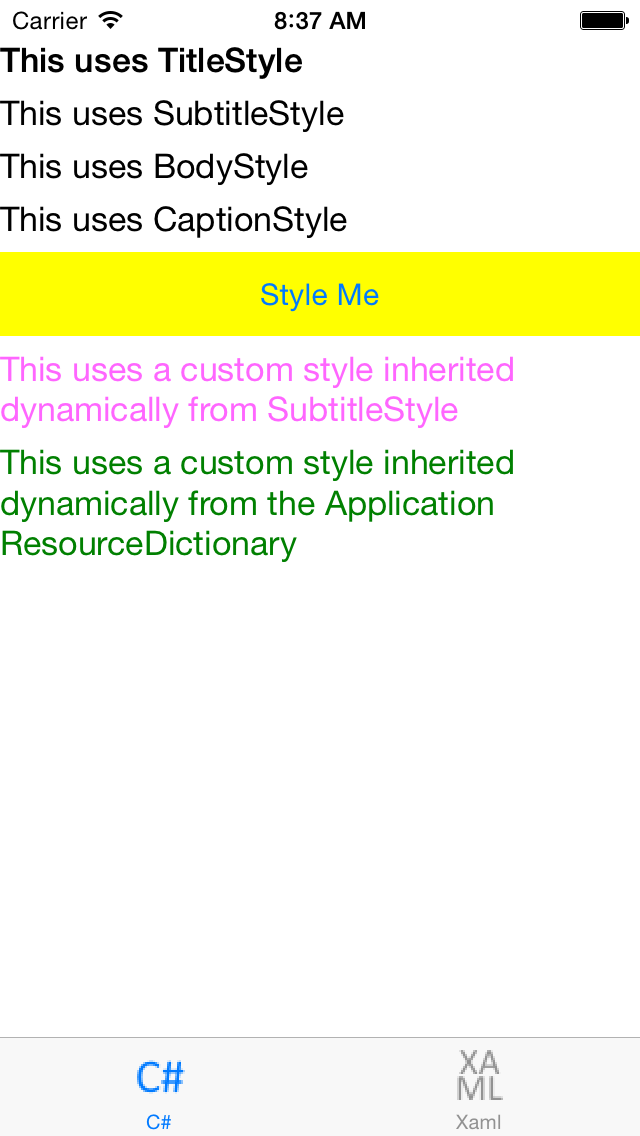 Carrier 8:37 AM
This uses TitleStyle
This uses SubtitleStyle
This uses BodyStyle
This uses CaptionStyle
Style Me
This uses a custom style inherited
dynamically from SubtitleStyle
This uses a custom style inherited
dynamically from the Application
ResourceDictionary
C#
C#
XA
ML
Xaml